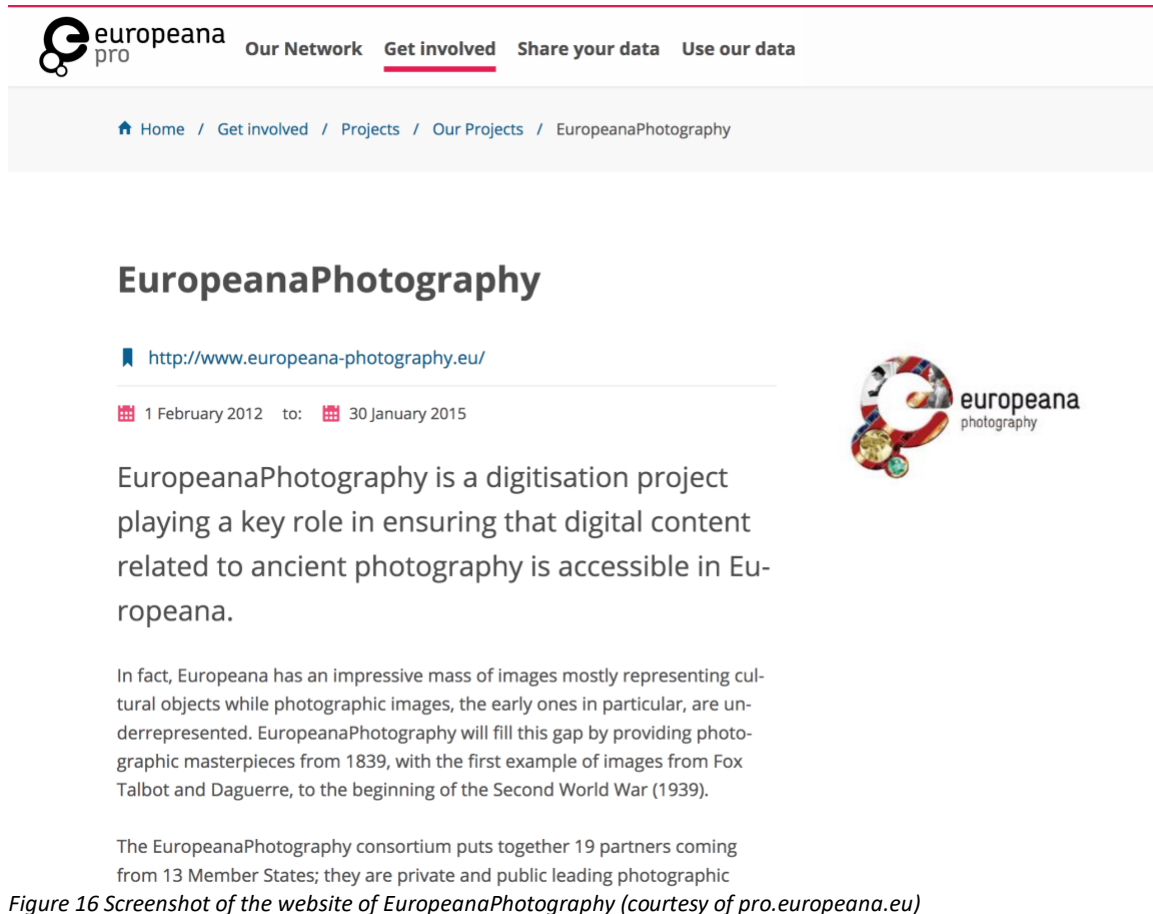 europeana
pro
Our Network Get involved Share your data Use our data
Home / Get involved / Projects / Our Projects / EuropeanaPhotography
EuropeanaPhotography
http://www.europeana-photography.eu/
1 February 2012 to: 30 January 2015
europeana
photography
EuropeanaPhotography is a digitisation project
playing a key role in ensuring that digital content
related to ancient photography is accessible in Eu-
ropeana.
In fact, Europeana has an impressive mass of images mostly representing cul-
tural objects while photographic images, the early ones in particular, are un-
derrepresented. EuropeanaPhotography will fill this gap by providing photo-
graphic masterpieces from 1839, with the first example of images from Fox
Talbot and Daguerre, to the beginning of the Second World War (1939).
The EuropeanaPhotography consortium puts together 19 partners coming
from 13 Member States; they are private and public leading photographic
Figure 16 Screenshot of the website of EuropeanaPhotography (courtesy of pro.europeana.eu)